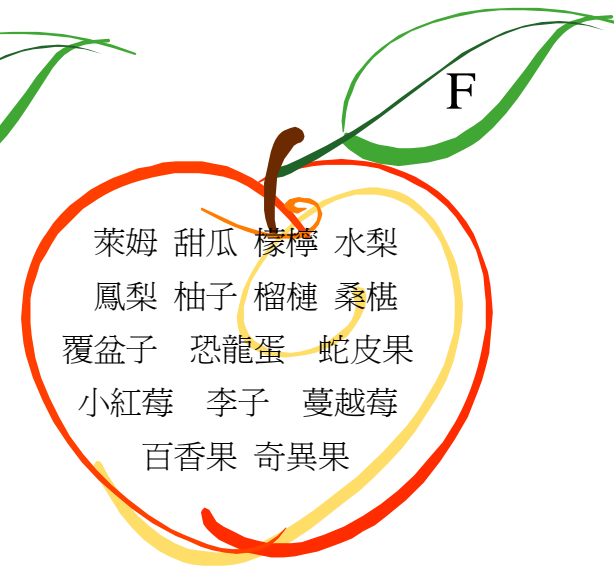 F
萊姆 甜瓜 檬檸 水梨
鳳梨 柚子 榴槤 桑椹
覆盆子 恐龍蛋 蛇皮果
小紅莓 李子 蔓越莓
百香果 奇異果